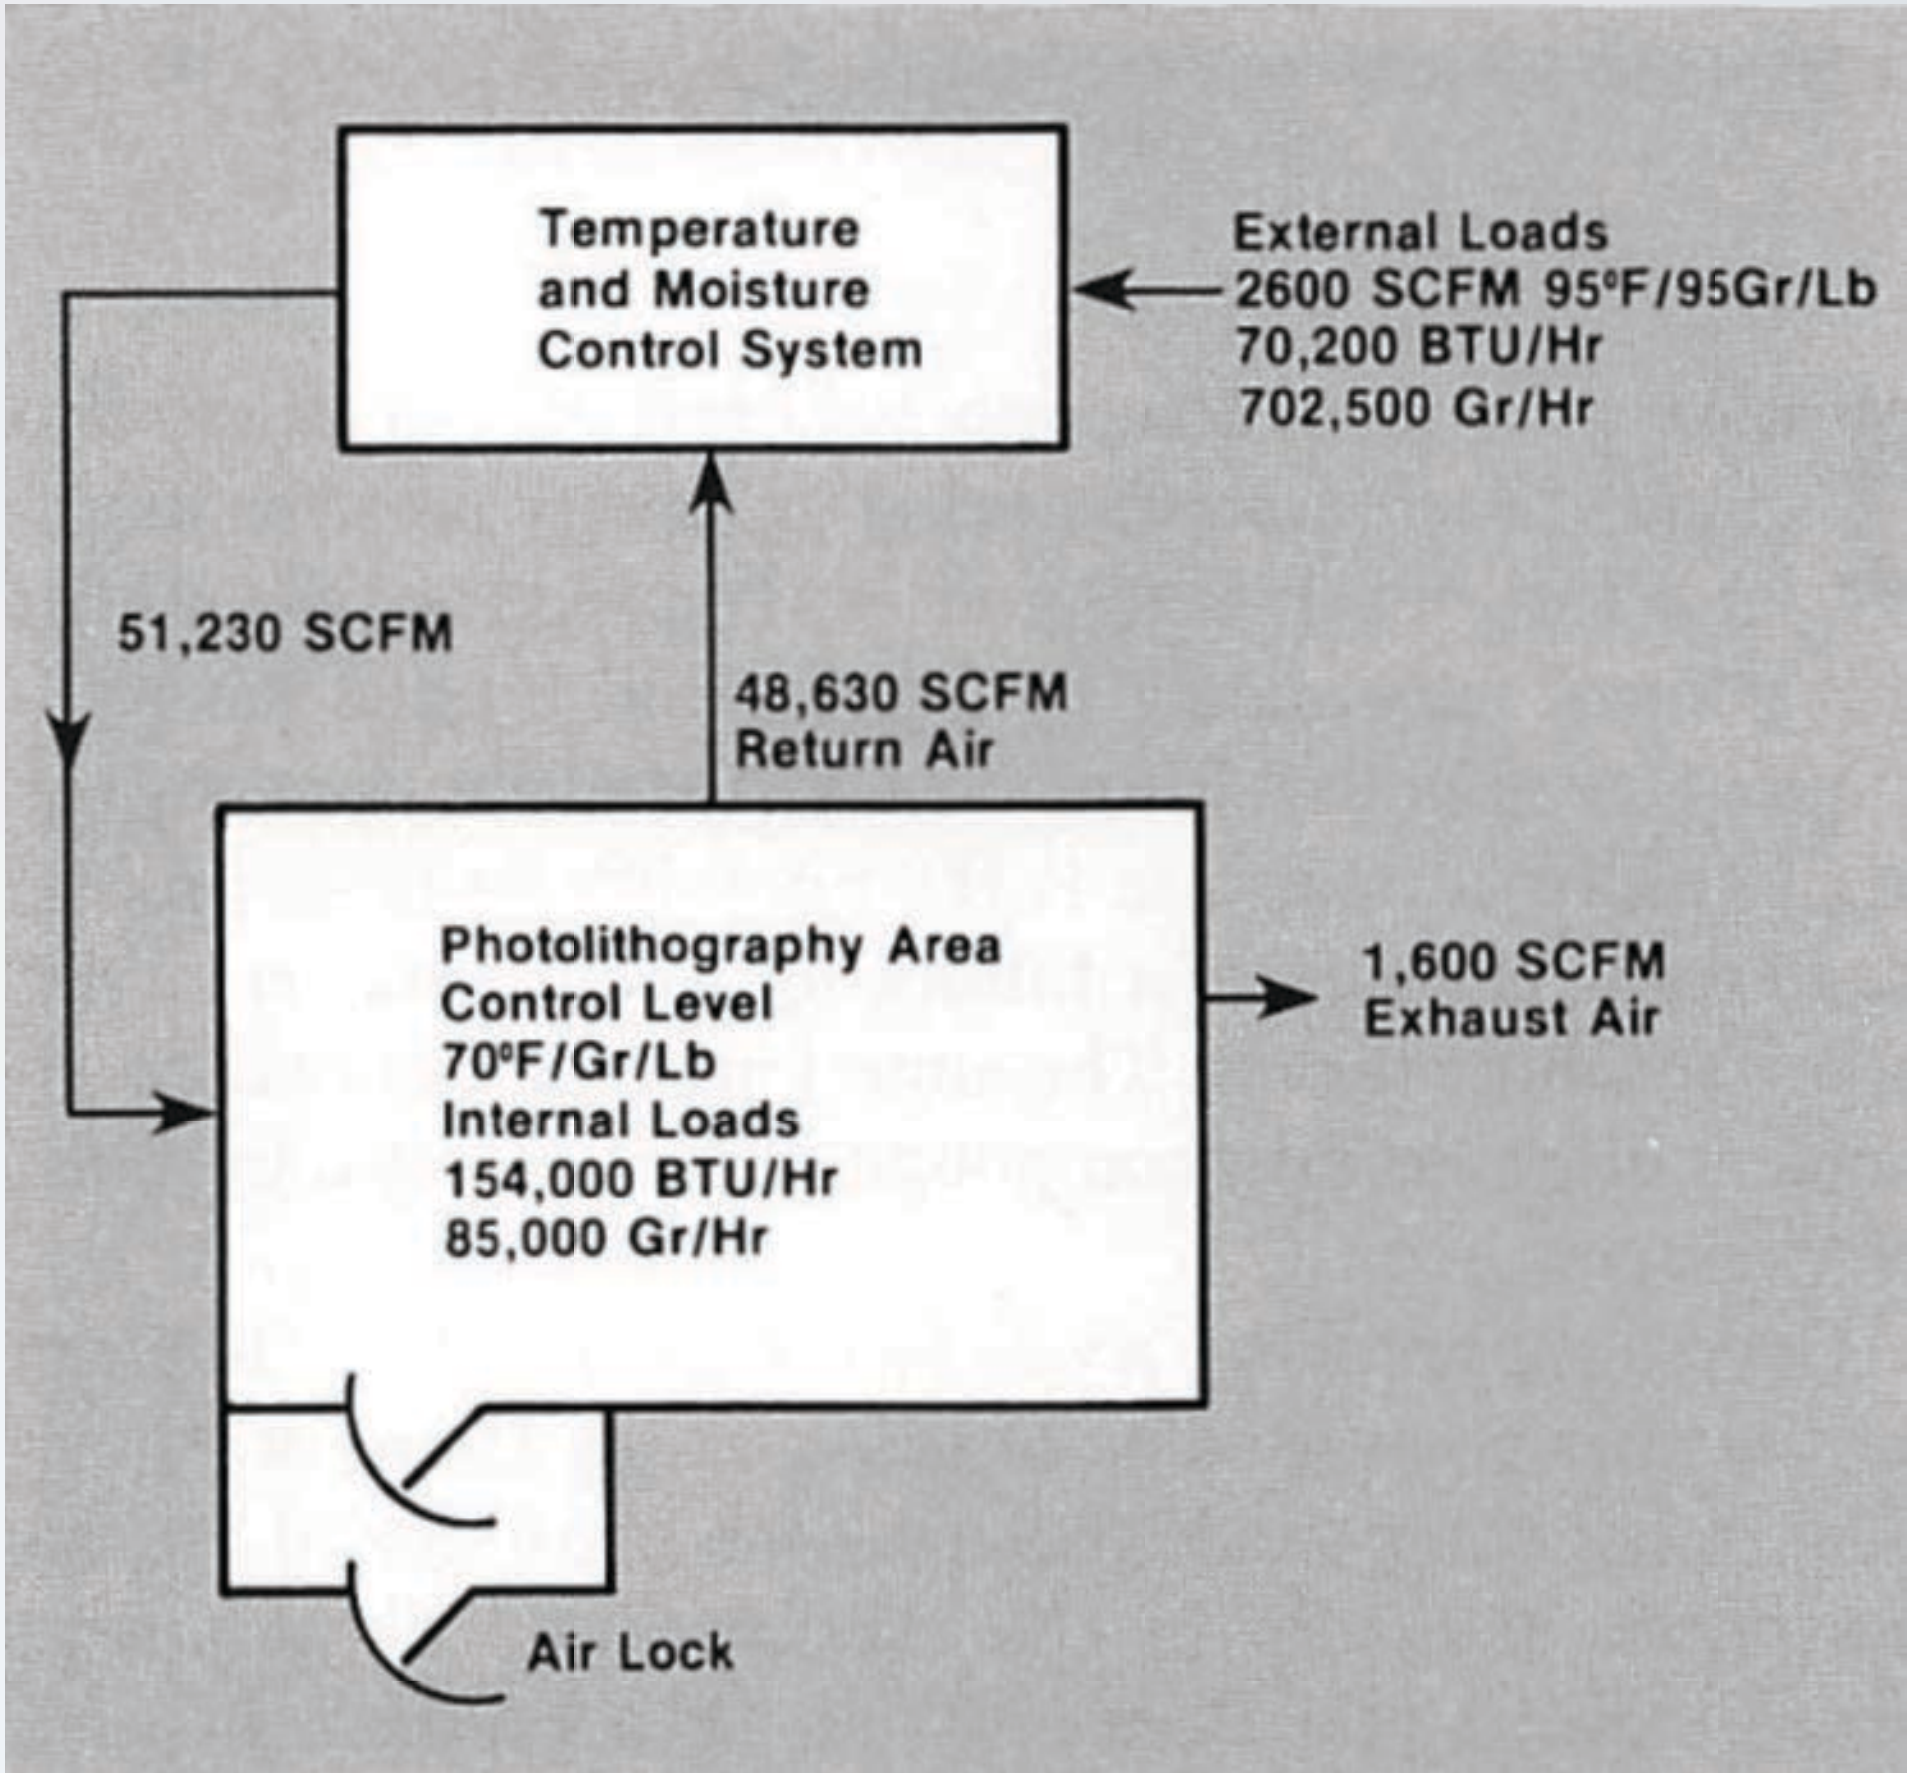 Temperature
and Moisture
Control System
External Loads
2600 SCFM 95ºF/95Gr/Lb
70,200 BTU/Hr
702,500 Gr/Hr
51,230 SCFM
48,630 SCFM
Return Air
Photolithography Area
Control Level
70ºF/Gr/Lb
Internal Loads
154,000 BTU/Hr
85,000 Gr/Hr
1,600 SCFM
Exhaust Air
Air Lock